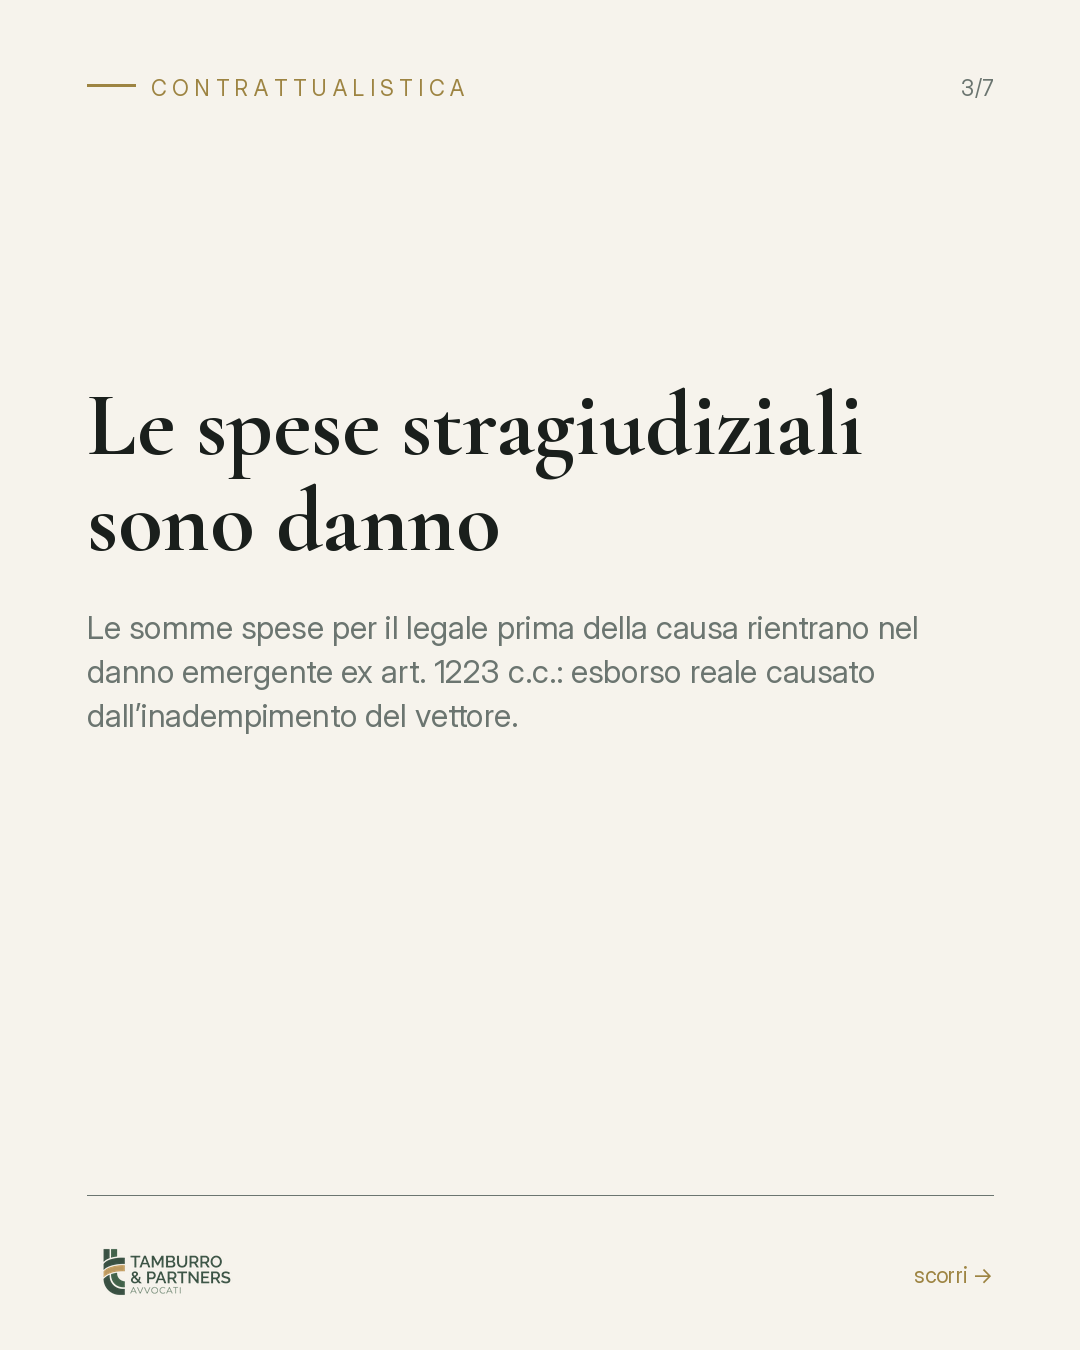 CONTRATTUALISTICA
3/7
Le spese stragiudiziali
sono danno
Le somme spese per il legale prima della causa rientrano nel
danno emergente ex art. 1223 c.c.: esborso reale causato
dall’inadempimento del vettore.
TAMBURRO
& PARTNERS
AVVOCATI
scorri →